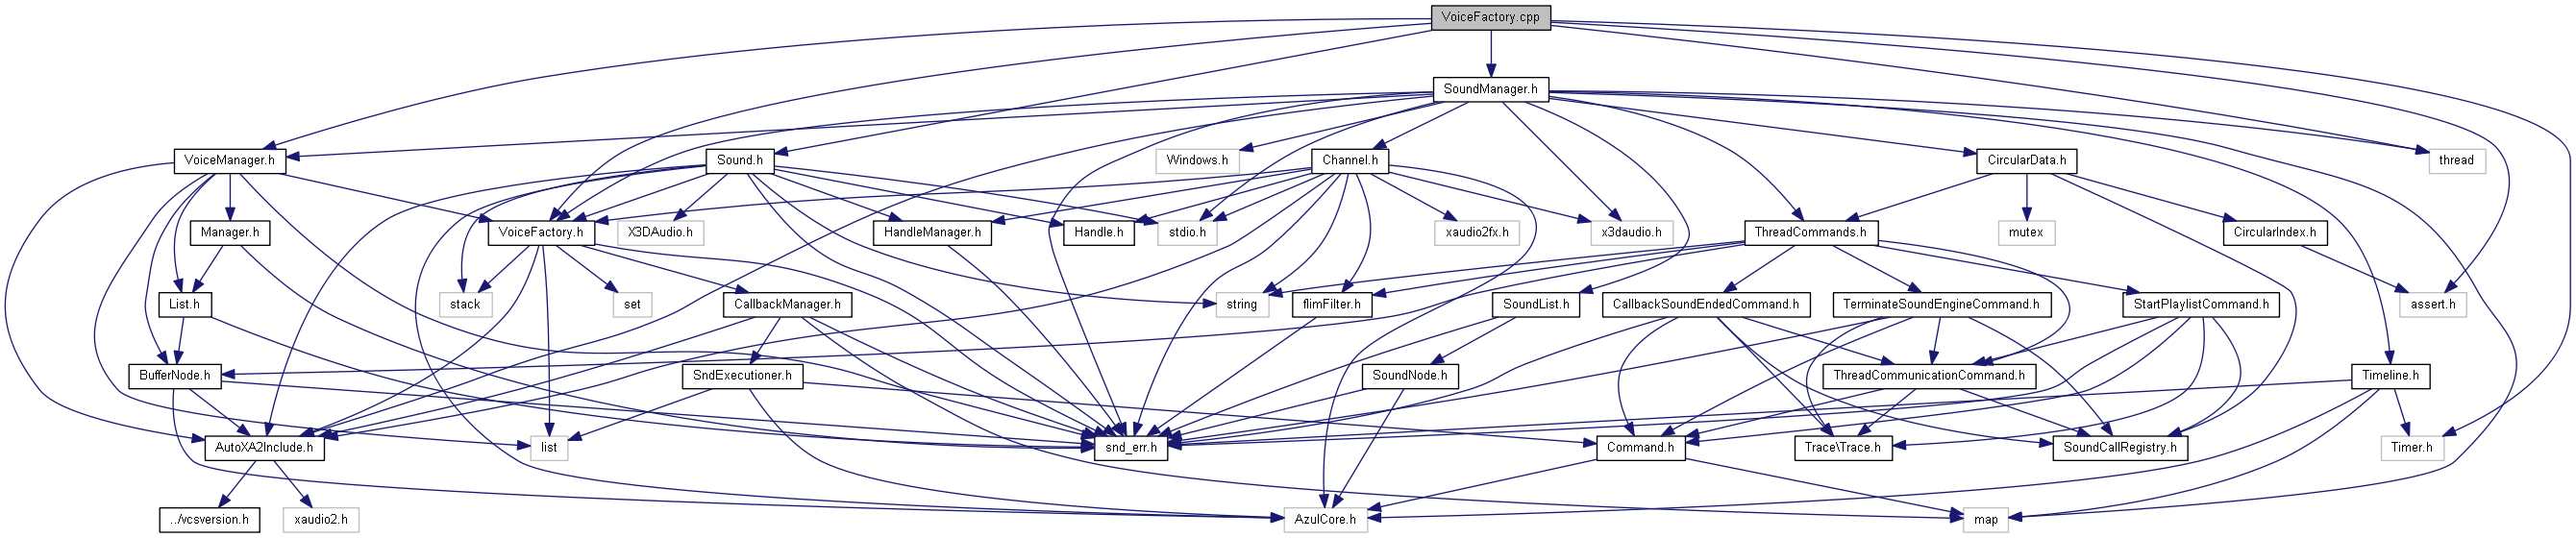 VoiceFactory.cpp
SoundManager.h
VoiceManager.h
Sound.h
Windows.h
Channel.h
CircularData.h
thread
Manager.h
VoiceFactory.h
X3DAudio.h
HandleManager.h
Handle.h
stdio.h
xaudio2fx.h
x3daudio.h
ThreadCommands.h
mutex
CircularIndex.h
List.h
stack
set
CallbackManager.h
string
flimFilter.h
SoundList.h
CallbackSoundEndedCommand.h
TerminateSoundEngineCommand.h
StartPlaylistCommand.h
assert.h
BufferNode.h
SndExecutioner.h
SoundNode.h
ThreadCommunicationCommand.h
Timeline.h
AutoXA2Include.h
list
snd_err.h
Command.h
Trace\Trace.h
SoundCallRegistry.h
Timer.h
../vcsversion.h
xaudio2.h
AzulCore.h
map